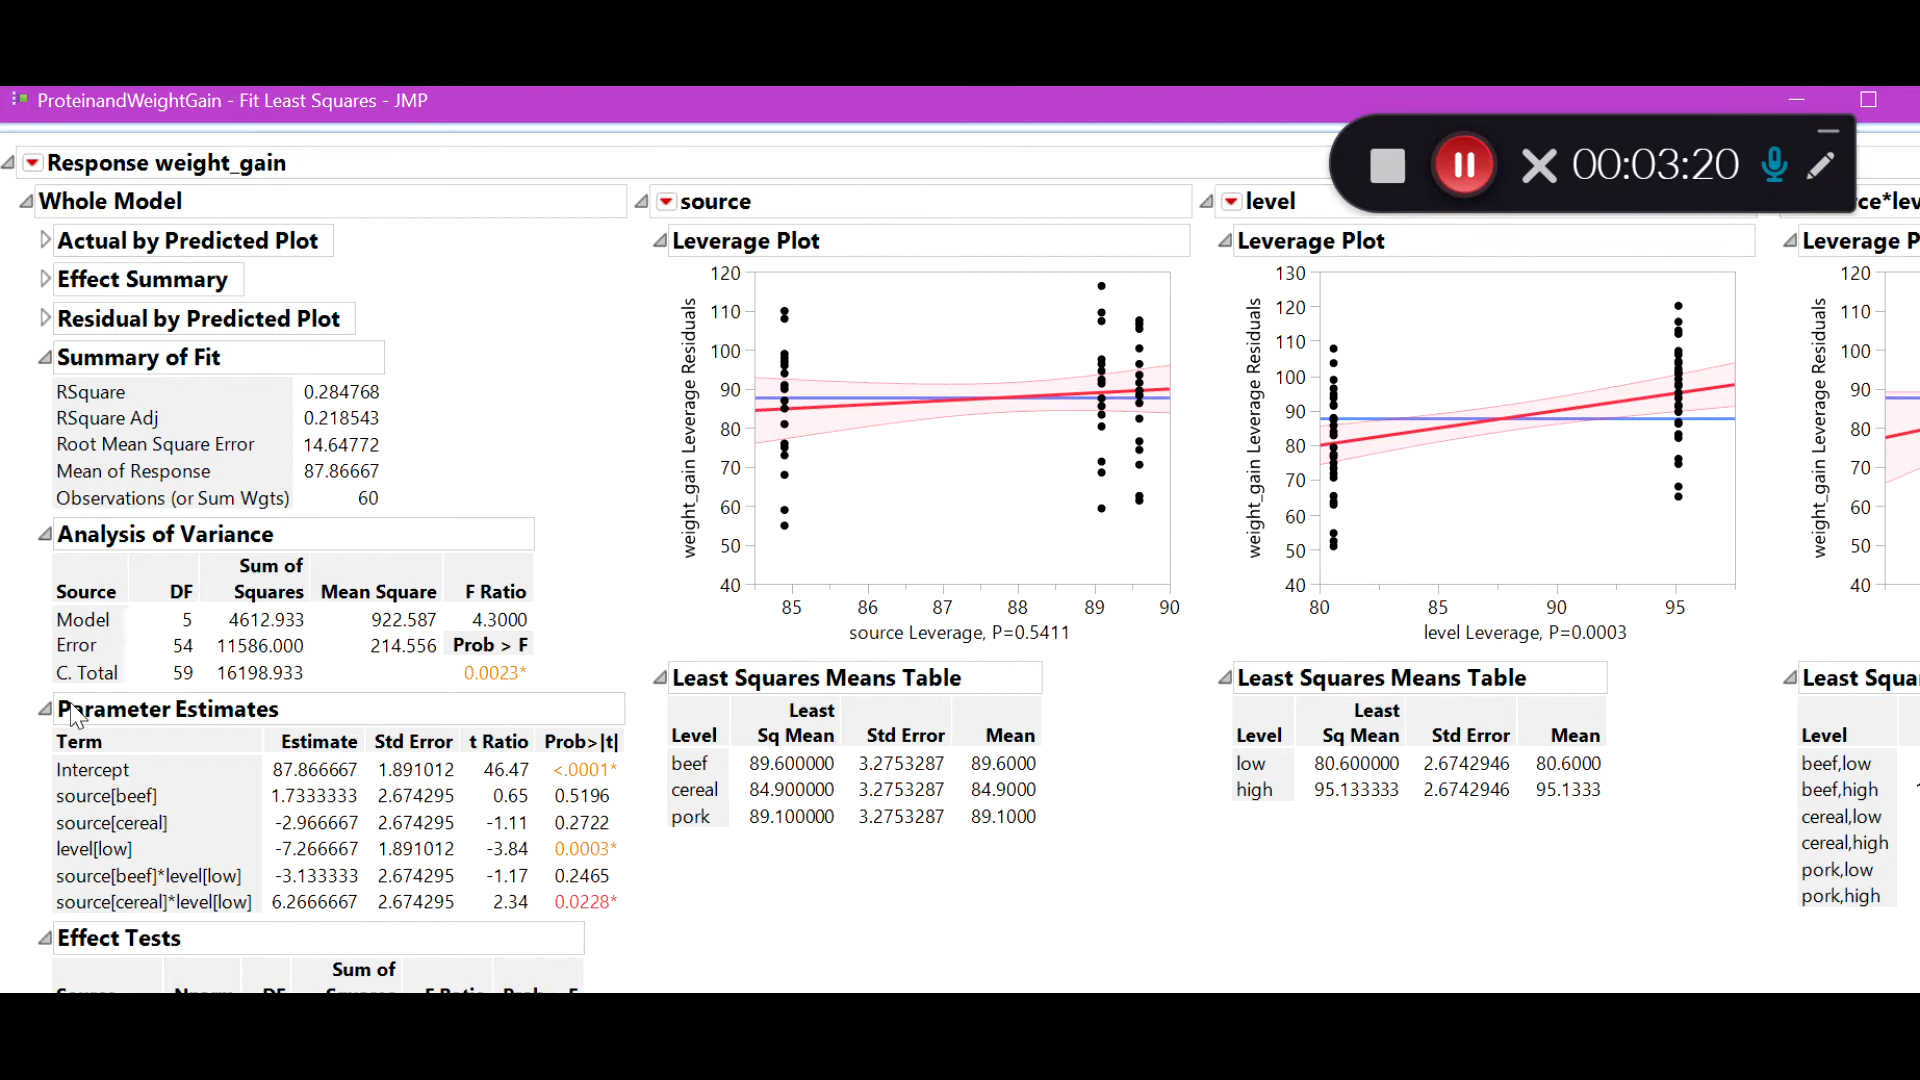 ProteinandWeightGain - Fit Least Squares - JMP
00:03:20
Response weight_gain
Whole Model
Actual by Predicted Plot
Effect Summary
Residual by Predicted Plot
Summary of Fit
RSquare 0.284768
RSquare Adj 0.218543
Root Mean Square Error 14.64772
Mean of Response 87.86667
Observations (or Sum Wgts) 60
Analysis of Variance
Source DF Sum of Squares Mean Square F Ratio
Model 5 4612.933 922.587 4.3000
Error 54 11586.000 214.556 Prob > F
C. Total 59 16198.933 0.0023*
Parameter Estimates
Term Estimate Std Error t Ratio Prob>|t|
Intercept 87.866667 1.891012 46.47 <.0001*
source[beef] 1.7333333 2.674295 0.65 0.5196
source[cereal] -2.966667 2.674295 -1.11 0.2722
level[low] -7.266667 1.891012 -3.84 0.0003*
source[beef]*level[low] -3.133333 2.674295 -1.17 0.2465
source[cereal]*level[low] 6.2666667 2.674295 2.34 0.0228*
Effect Tests
Sum of
source
Leverage Plot
weight_gain Leverage Residuals
120
110
100
90
80
70
60
50
40
85 86 87 88 89 90
source Leverage, P=0.5411
Least Squares Means Table
Level Least Sq Mean Std Error Mean
beef 89.600000 3.2753287 89.6000
cereal 84.900000 3.2753287 84.9000
pork 89.100000 3.2753287 89.1000
level
Leverage Plot
weight_gain Leverage Residuals
130
120
110
100
90
80
70
60
50
40
80 85 90 95
level Leverage, P=0.0003
Least Squares Means Table
Level Least Sq Mean Std Error Mean
low 80.600000 2.6742946 80.6000
high 95.133333 2.6742946 95.1333
ce*leve
Leverage P
weight_gain Leverage Residuals
120
110
100
90
80
70
60
50
40
Least Squa
Level
beef,low
beef,high
cereal,low
cereal,high
pork,low
pork,high